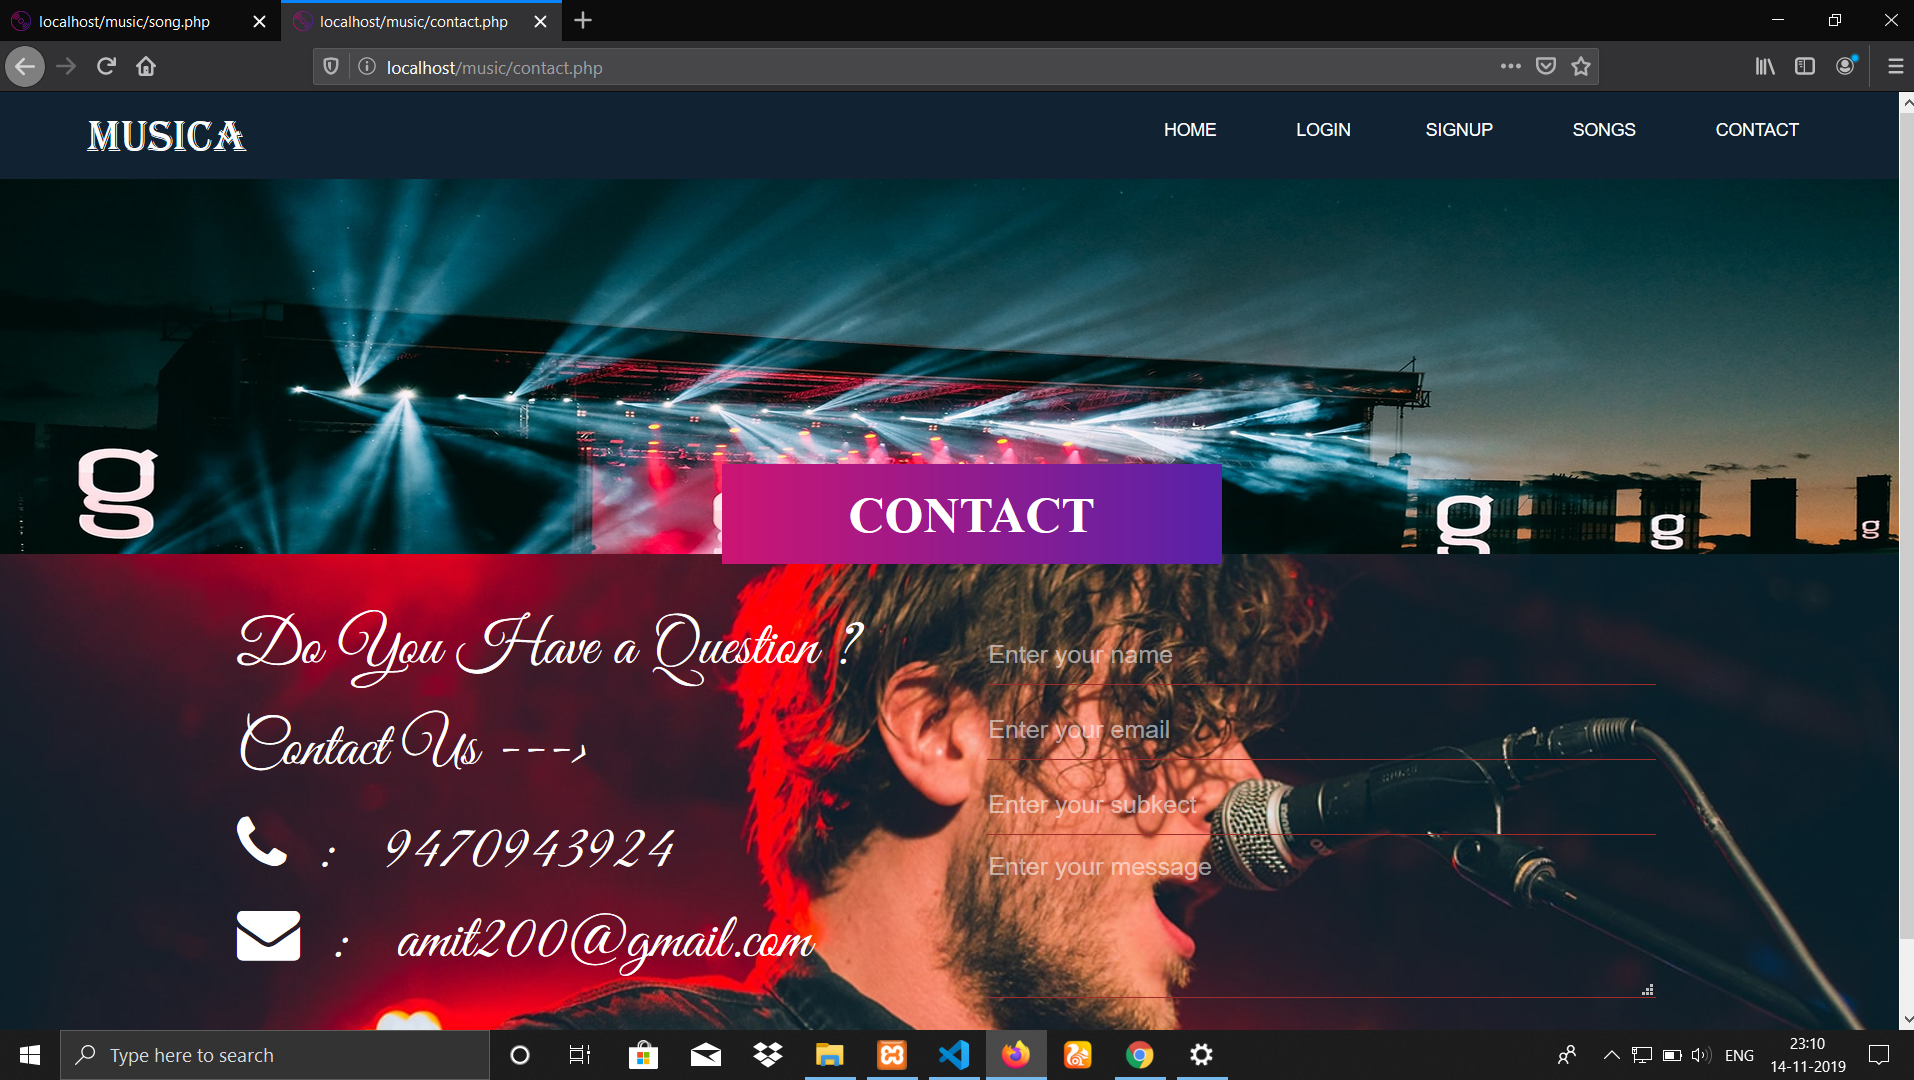 localhost/music/song.php
localhost/music/contact.php
localhost/music/contact.php
MUSICA
HOME LOGIN SIGNUP SONGS CONTACT
g g g g
CONTACT
Do You Have a Question ?
Contact Us --->
: 9470943924
: amit200@gmail.com
Enter your name
Enter your email
Enter your subkect
Enter your message
Type here to search
ENG
23:10
14-11-2019